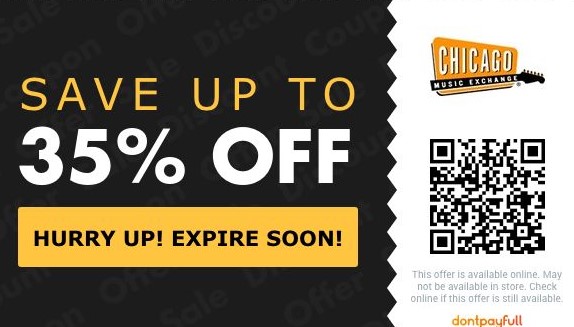 SAVE UP TO
35% OFF
HURRY UP! EXPIRE SOON!
CHICAGO
MUSIC EXCHANGE
This offer is available online. May
not be available in store. Check
online if this offer is still available.
dontpayfull